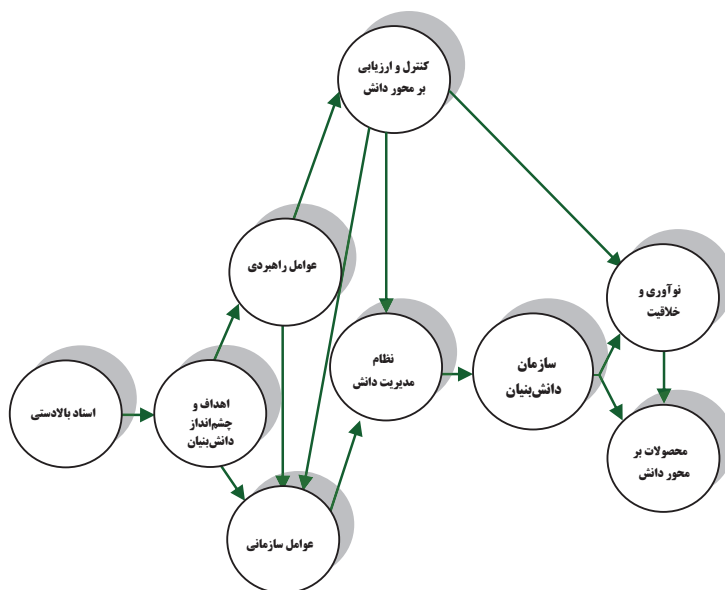 کنترل و ارزیابی
بر محور دانش
عوامل راهبردی
نوآوری و
خلاقیت
نظام
مدیریت دانش
سازمان
دانش‌بنیان
اهداف و
چشم‌انداز
دانش‌بنیان
اسناد بالادستی
محصولات بر
محور دانش
عوامل سازمانی